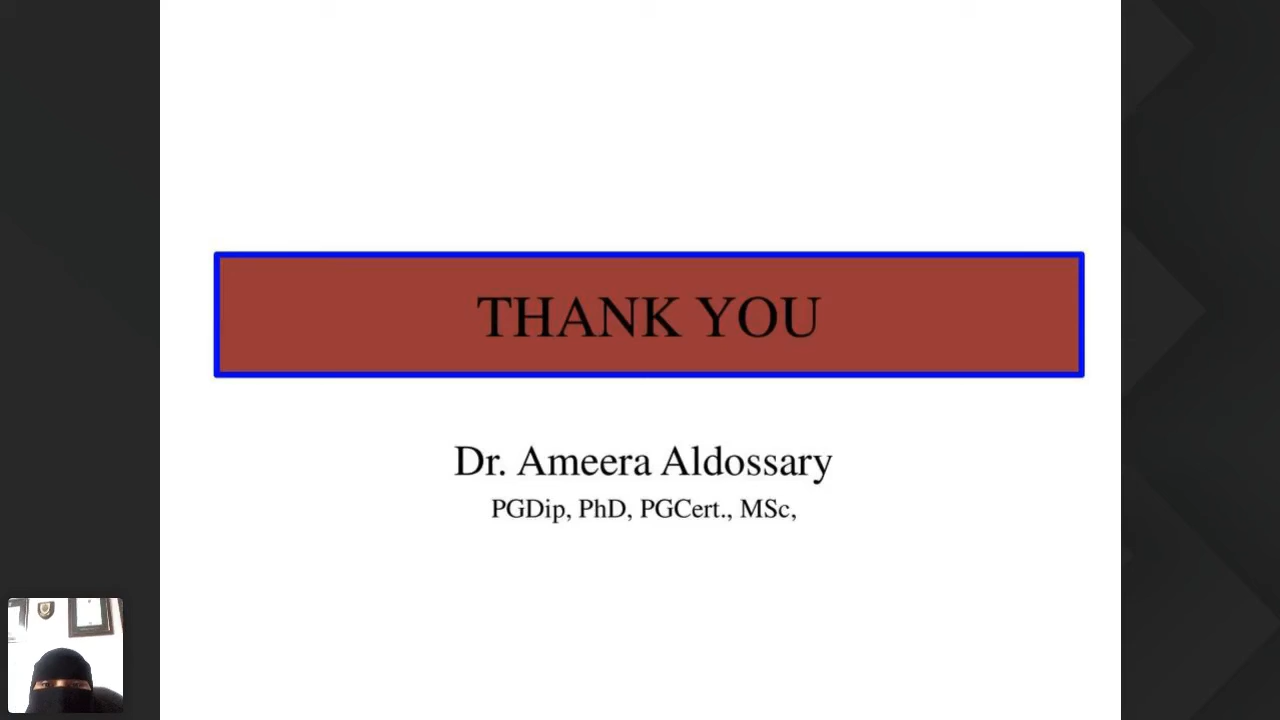 THANK YOU
Dr. Ameera Aldossary
PGDip, PhD, PGCert., MSc,